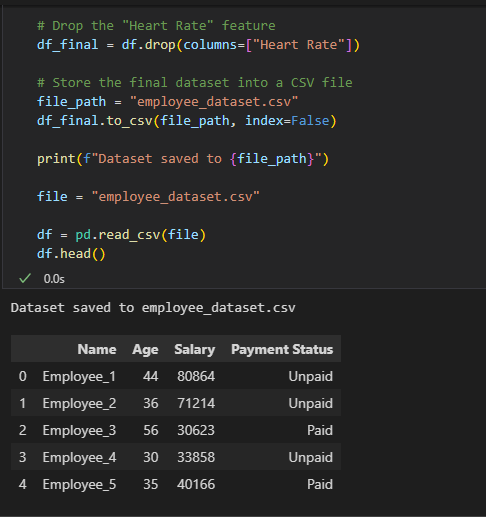 # Drop the "Heart Rate" feature
df_final = df.drop(columns=["Heart Rate"])
# Store the final dataset into a CSV file
file_path = "employee_dataset.csv"
df_final.to_csv(file_path, index=False)
print(f"Dataset saved to {file_path}")
file = "employee_dataset.csv"
df = pd.read_csv(file)
df.head()
0.0s
Dataset saved to employee_dataset.csv
Name Age Salary Payment Status
0 Employee_1 44 80864 Unpaid
1 Employee_2 36 71214 Unpaid
2 Employee_3 56 30623 Paid
3 Employee_4 30 33858 Unpaid
4 Employee_5 35 40166 Paid